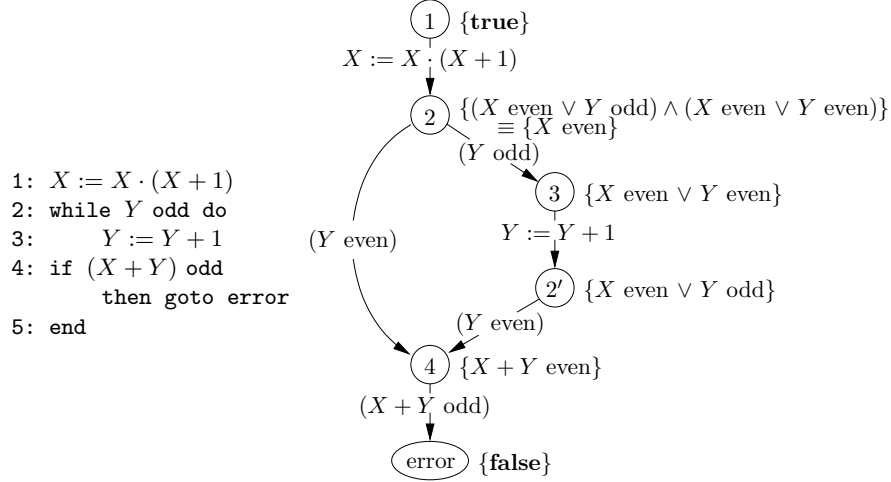 1: X := X · (X + 1)
2: while Y odd do
3: Y := Y + 1
4: if (X + Y) odd
then goto error
5: end
1 {true}
X := X · (X + 1)
2 {(X even ∨ Y odd) ∧ (X even ∨ Y even)}
≡ {X even}
(Y odd)
3 {X even ∨ Y even}
(Y even) Y := Y + 1
2′ {X even ∨ Y odd}
(Y even)
4 {X + Y even}
(X + Y odd)
error {false}